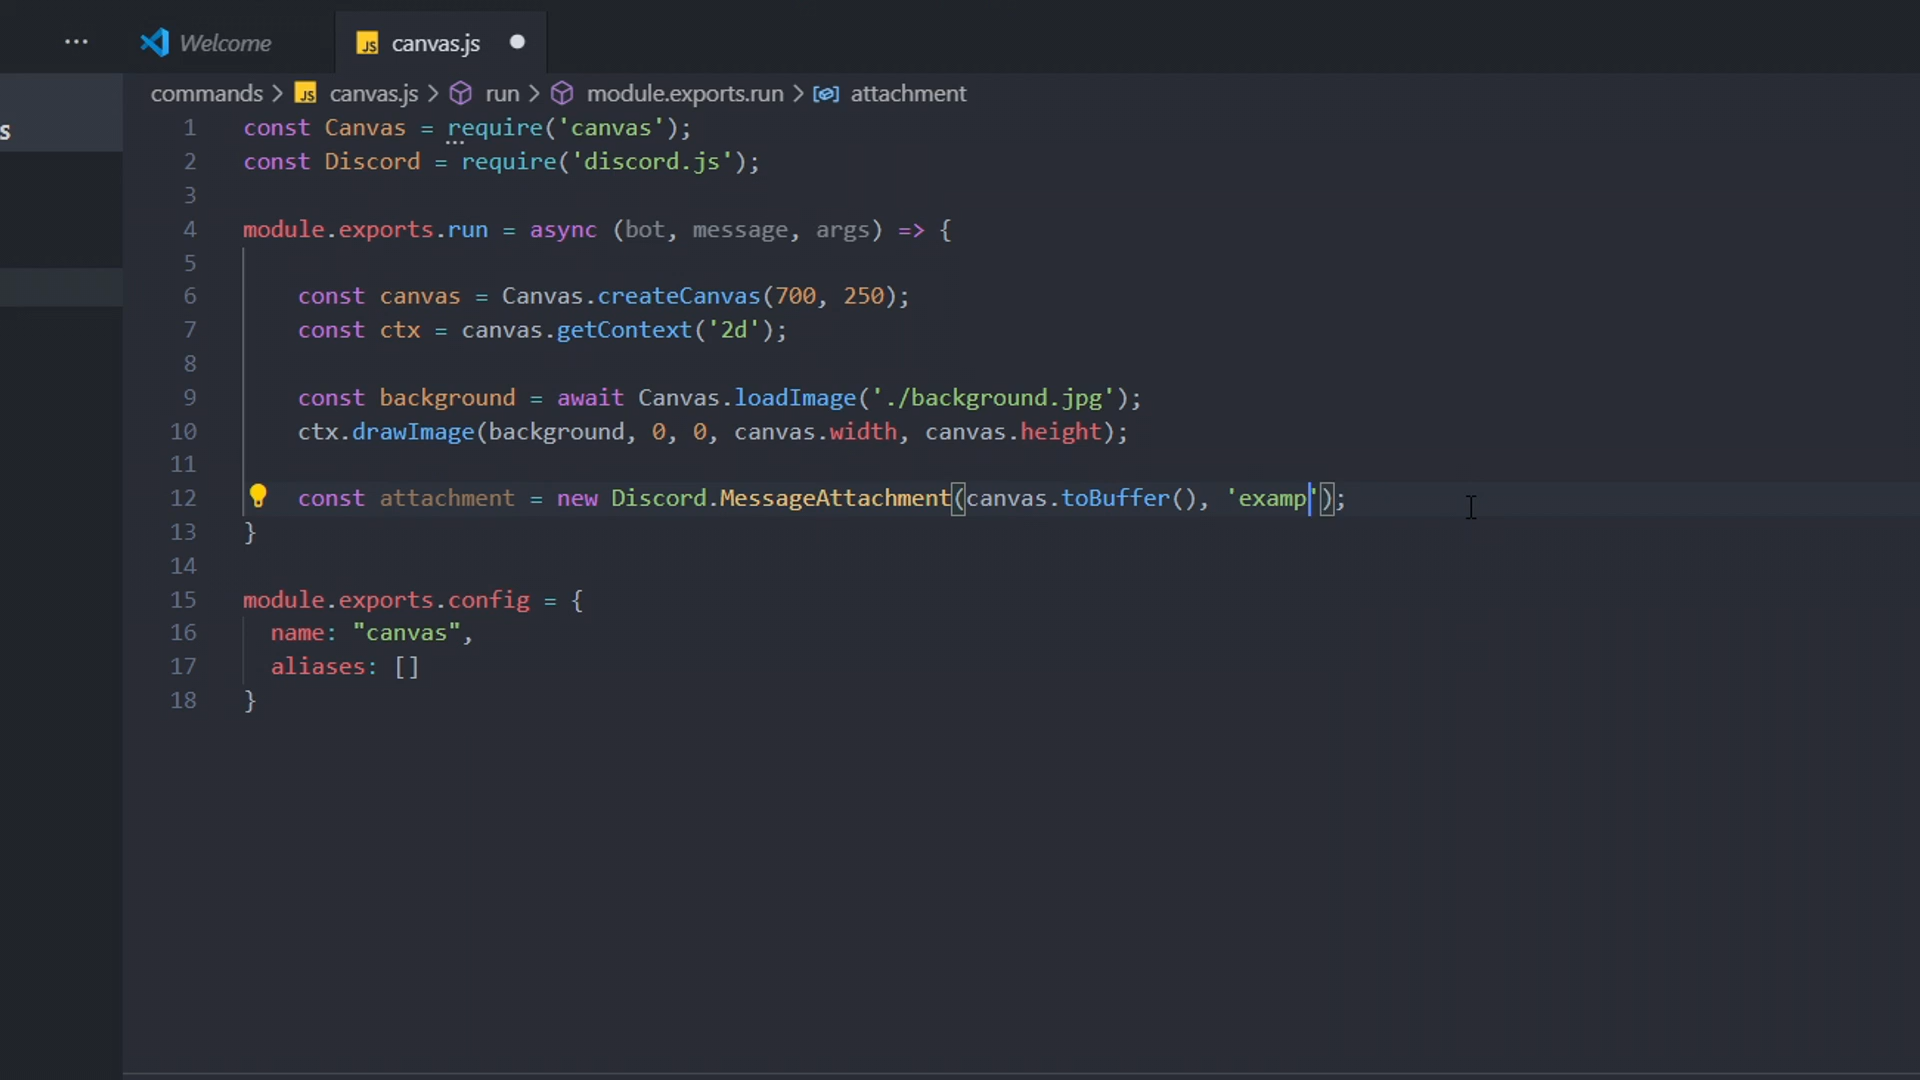 ... Welcome JS canvas.js
commands > JS canvas.js > run > module.exports.run > attachment
s
1 const Canvas = require('canvas');
2 const Discord = require('discord.js');
3
4 module.exports.run = async (bot, message, args) => {
5
6 const canvas = Canvas.createCanvas(700, 250);
7 const ctx = canvas.getContext('2d');
8
9 const background = await Canvas.loadImage('./background.jpg');
10 ctx.drawImage(background, 0, 0, canvas.width, canvas.height);
11
12 const attachment = new Discord.MessageAttachment(canvas.toBuffer(), 'examp');
13 }
14
15 module.exports.config = {
16 name: "canvas",
17 aliases: []
18 }